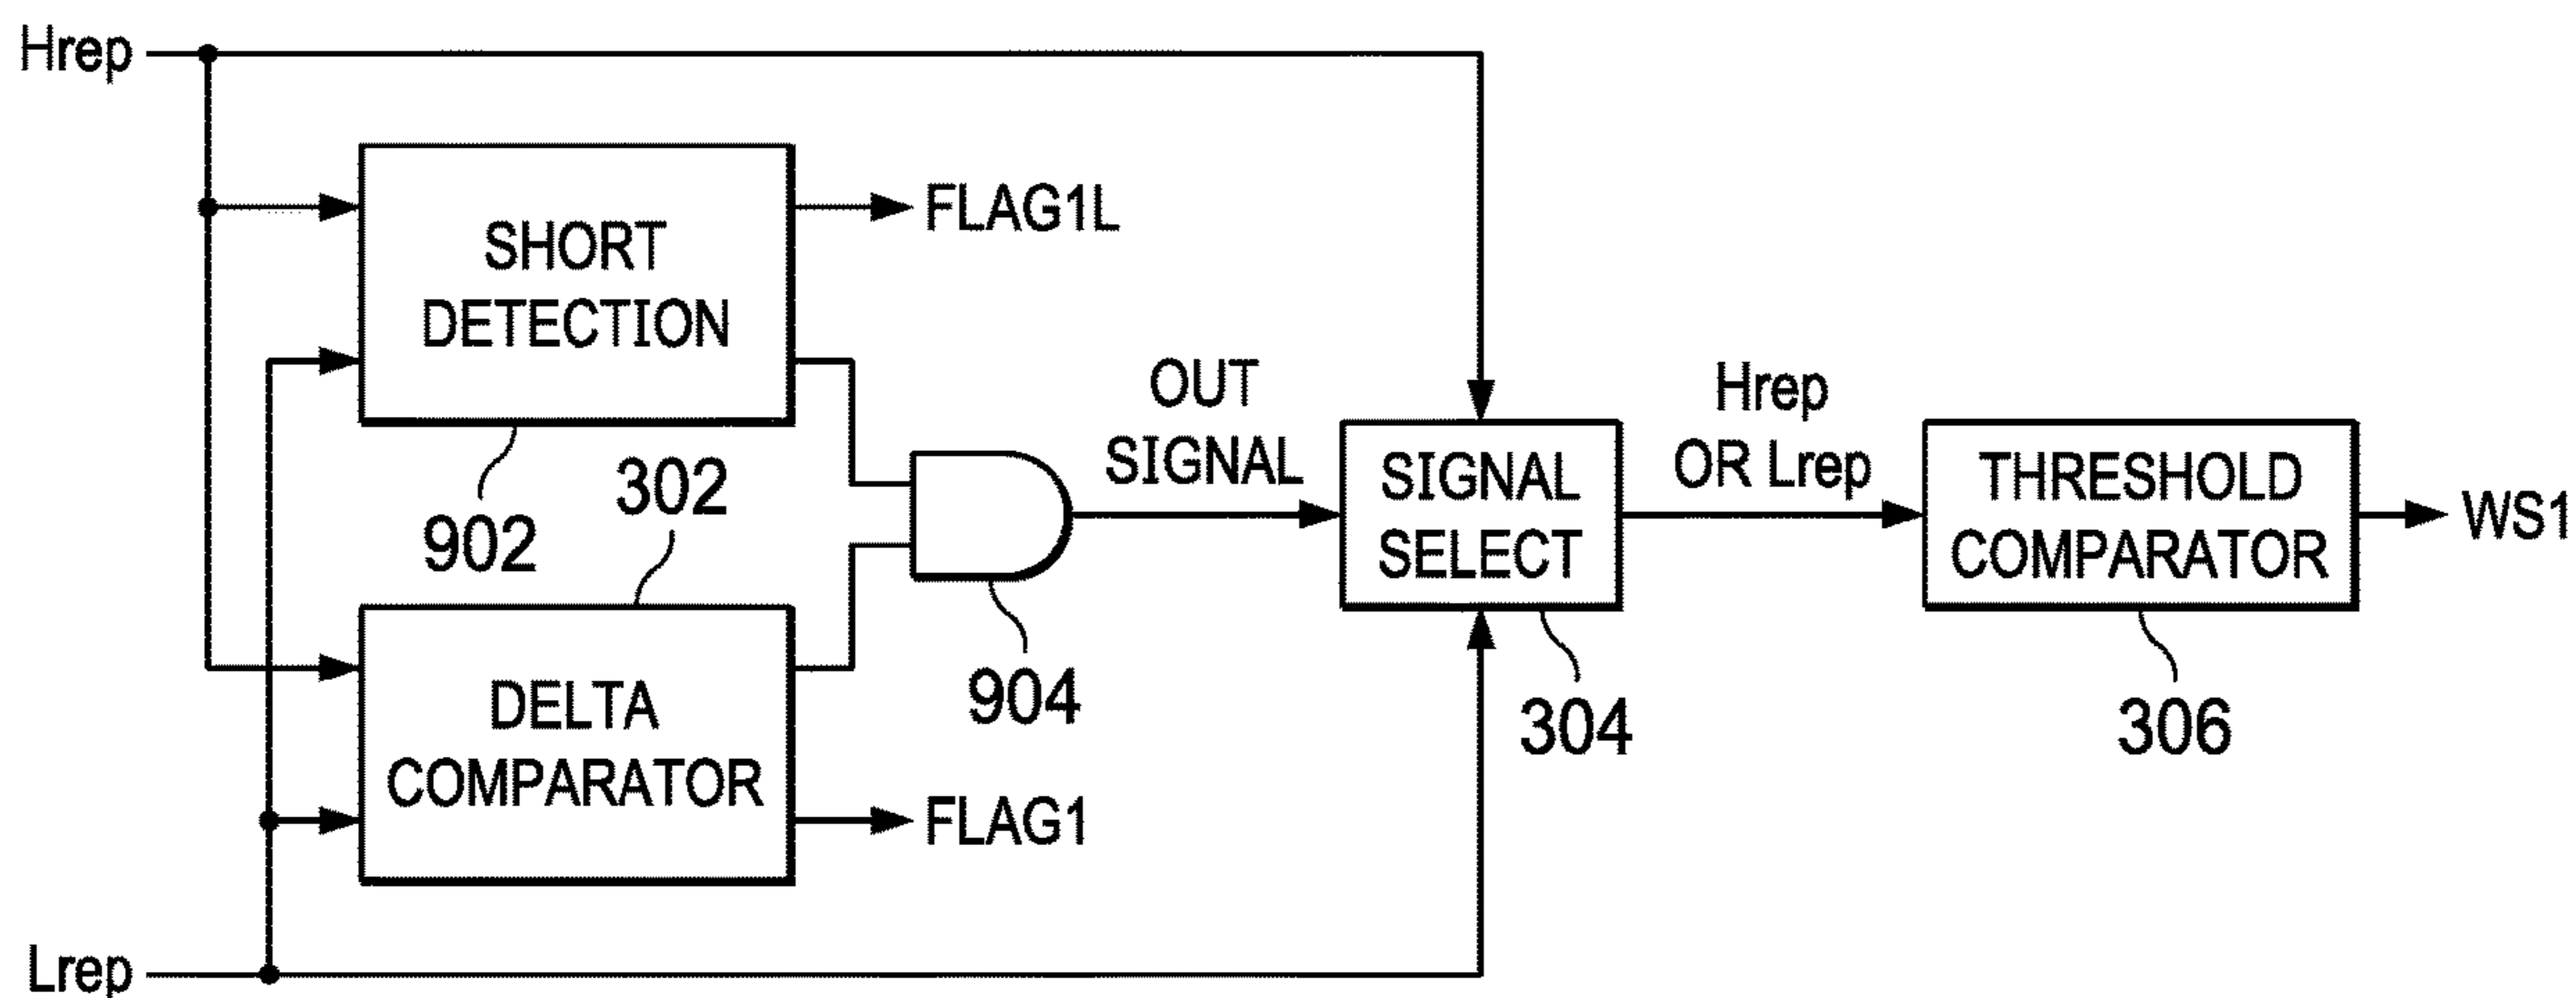 Hrep
SHORT
DETECTION
FLAG1L
902
302
DELTA
COMPARATOR
FLAG1
904
OUT
SIGNAL
SIGNAL
SELECT
304
Hrep
OR Lrep
THRESHOLD
COMPARATOR
306
WS1
Lrep